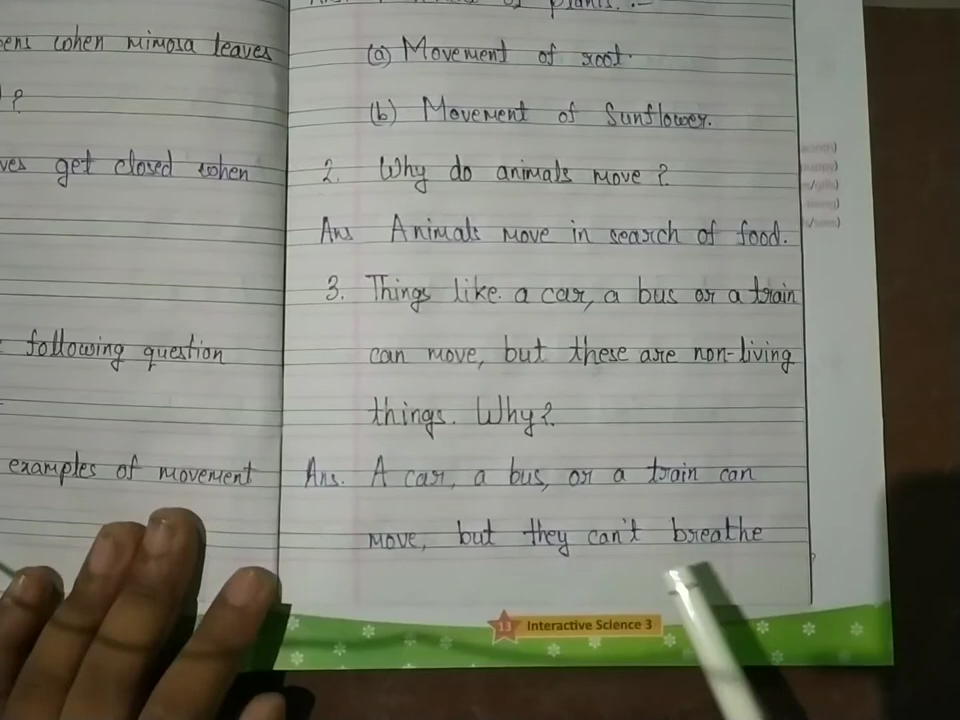 ens when mimosa leaves
?
ves get closed when
following question
examples of movement
of plants :-
(a) Movement of root.
(b) Movement of Sunflower.
2. Why do animals move ?
Ans Animals move in search of food.
3. Things like a car, a bus or a train
can move, but these are non-living
things. Why?
Ans. A car, a bus, or a train can
move, but they can't breathe
13 Interactive Science 3